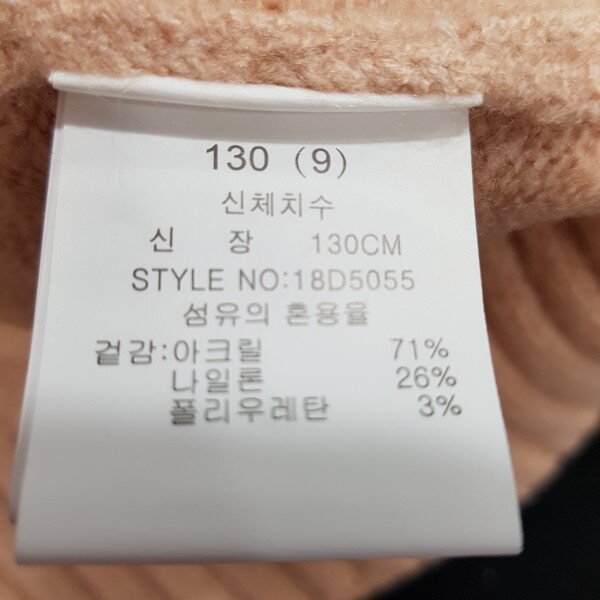 130 (9)
신체치수
신 장 130CM
STYLE NO:18D5055
섬유의 혼용율
겉감:아크릴 71%
나일론 26%
폴리우레탄 3%